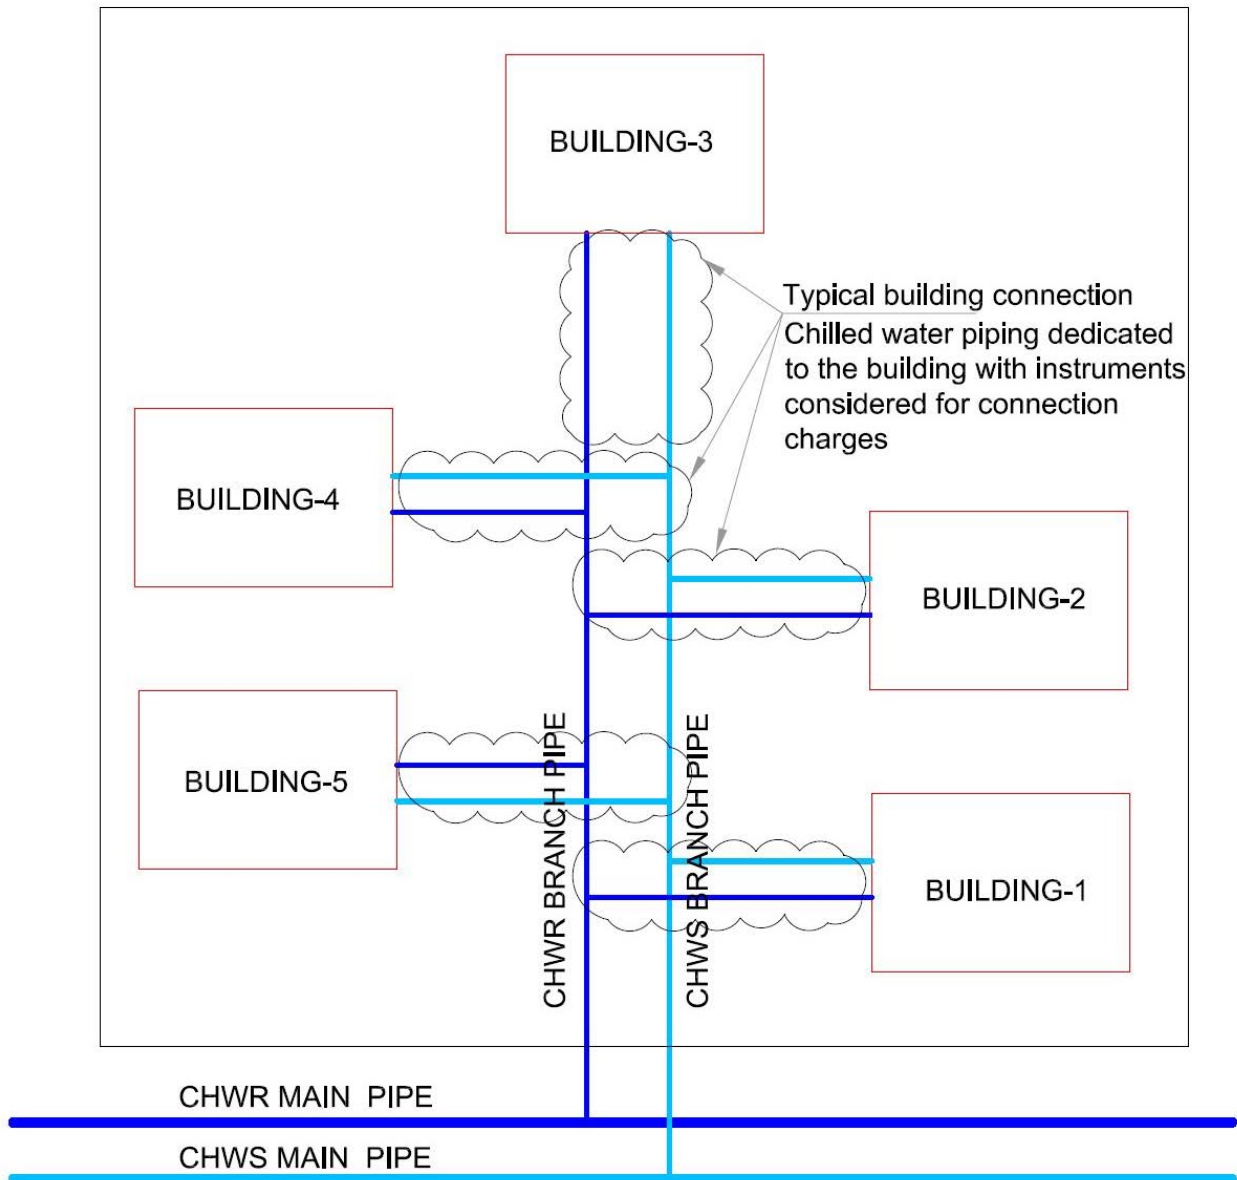 BUILDING-3
Typical building connection
Chilled water piping dedicated
to the building with instruments
considered for connection
charges
BUILDING-4
BUILDING-2
BUILDING-5
CHWR BRANCH PIPE
CHWS BRANCH PIPE
BUILDING-1
CHWR MAIN PIPE
CHWS MAIN PIPE